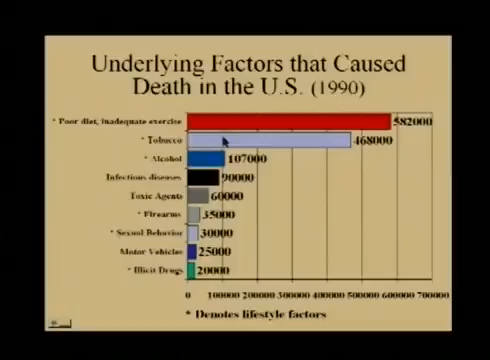 Underlying Factors that Caused
Death in the U.S. (1990)
* Poor diet, inadequate exercise 582000
* Tobacco 468000
* Alcohol 107000
Infectious diseases 90000
Toxic Agents 60000
* Firearms 35000
* Sexual Behavior 30000
Motor Vehicles 25000
* Illicit Drugs 20000
0 100000 200000 300000 400000 500000 600000 700000
* Denotes lifestyle factors